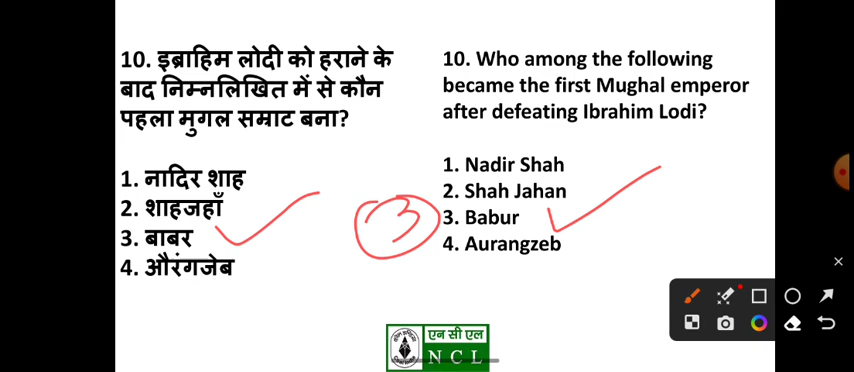 10. इब्राहिम लोदी को हराने के
बाद निम्नलिखित में से कौन
पहला मुगल सम्राट बना?
1. नादिर शाह
2. शाहजहाँ
3. बाबर
4. औरंगजेब
10. Who among the following
became the first Mughal emperor
after defeating Ibrahim Lodi?
1. Nadir Shah
2. Shah Jahan
3. Babur
4. Aurangzeb
3
एन सी एल
NCL